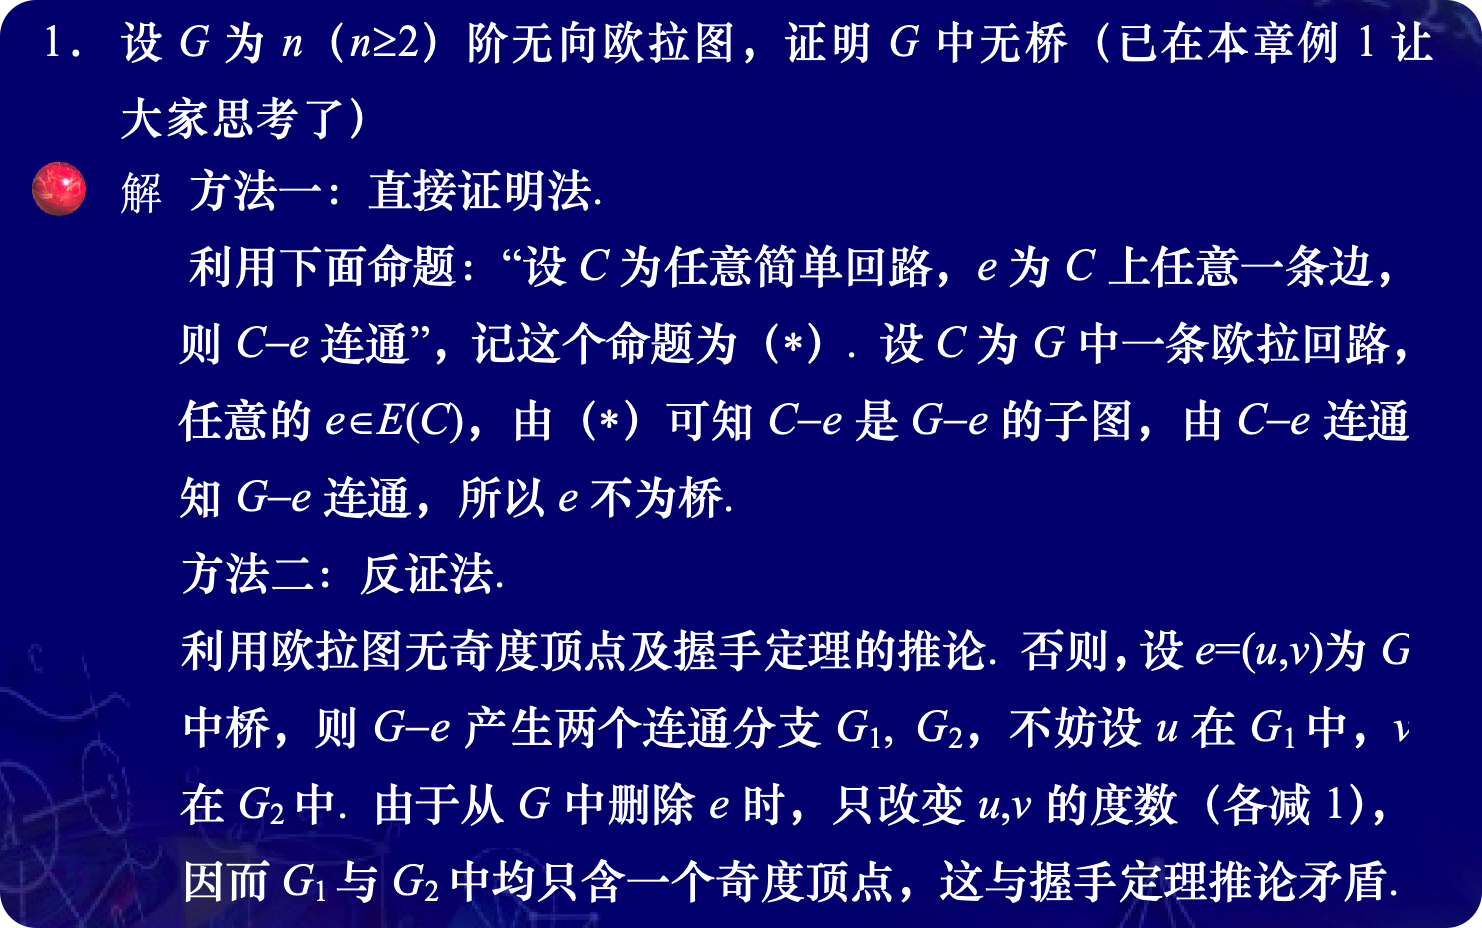 1. 设 G 为 n（n≥2）阶无向欧拉图，证明 G 中无桥（已在本章例 1 让
大家思考了）
解 方法一：直接证明法.
利用下面命题：“设 C 为任意简单回路，e 为 C 上任意一条边，
则 C–e 连通”，记这个命题为（*）. 设 C 为 G 中一条欧拉回路，
任意的 e∈E(C)，由（*）可知 C–e 是 G–e 的子图，由 C–e 连通
知 G–e 连通，所以 e 不为桥.
方法二：反证法.
利用欧拉图无奇度顶点及握手定理的推论. 否则，设 e=(u,v)为 G
中桥，则 G–e 产生两个连通分支 G₁, G₂，不妨设 u 在 G₁ 中，v
在 G₂ 中. 由于从 G 中删除 e 时，只改变 u,v 的度数（各减 1），
因而 G₁ 与 G₂ 中均只含一个奇度顶点，这与握手定理推论矛盾.